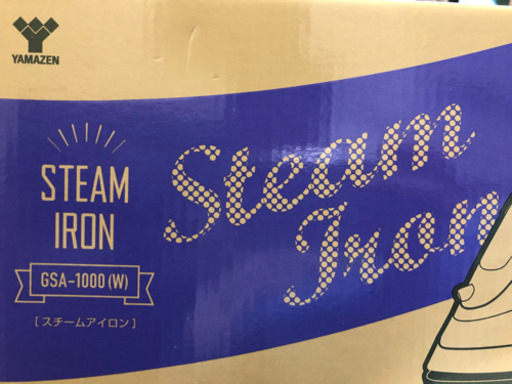 YAMAZEN
STEAM
IRON
GSA-1000 (W)
[ スチームアイロン ]
Steam
Iron